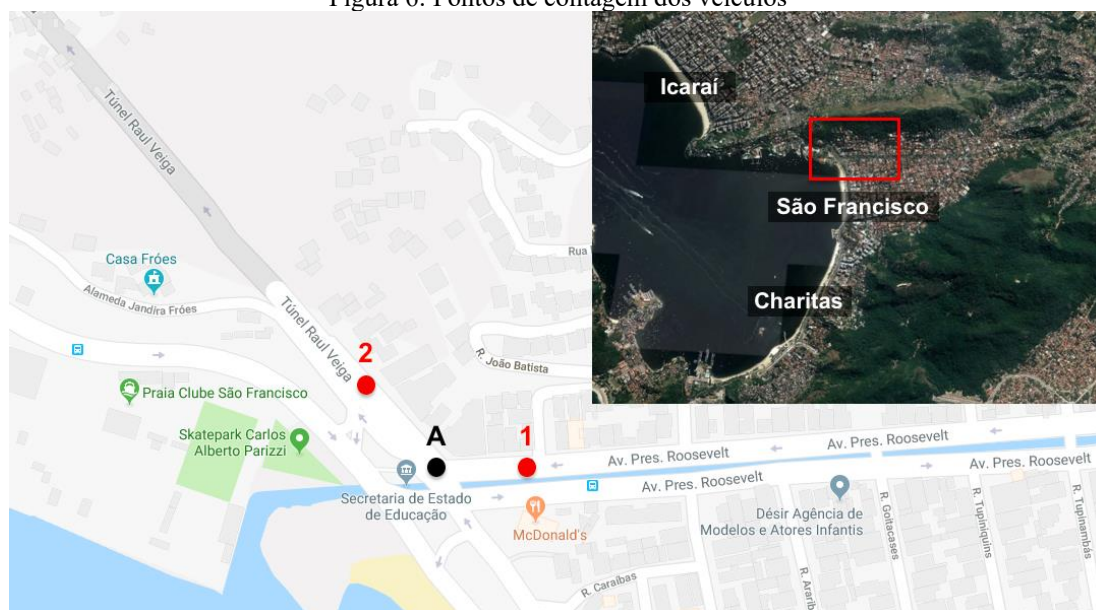 Figura 6: Pontos de contagem dos veículos
Icaraí
São Francisco
Charitas
Túnel Raul Veiga
Casa Fróes
Alameda Jandira Fróes
Túnel Raul Veiga
Rua
R. João Batista
2
Praia Clube São Francisco
Skatepark Carlos
Alberto Parizzi
A
1
Av. Pres. Roosevelt
Av. Pres. Roosevelt
Av. Pres. Roosevelt
Av. Pres. Roosevelt
Secretaria de Estado
de Educação
McDonald's
Désir Agência de
Modelos e Atores Infantis
R. Goitacases
R. Tupiniquins
R. Tupinambás
R. Caraíbas
R. Ararib